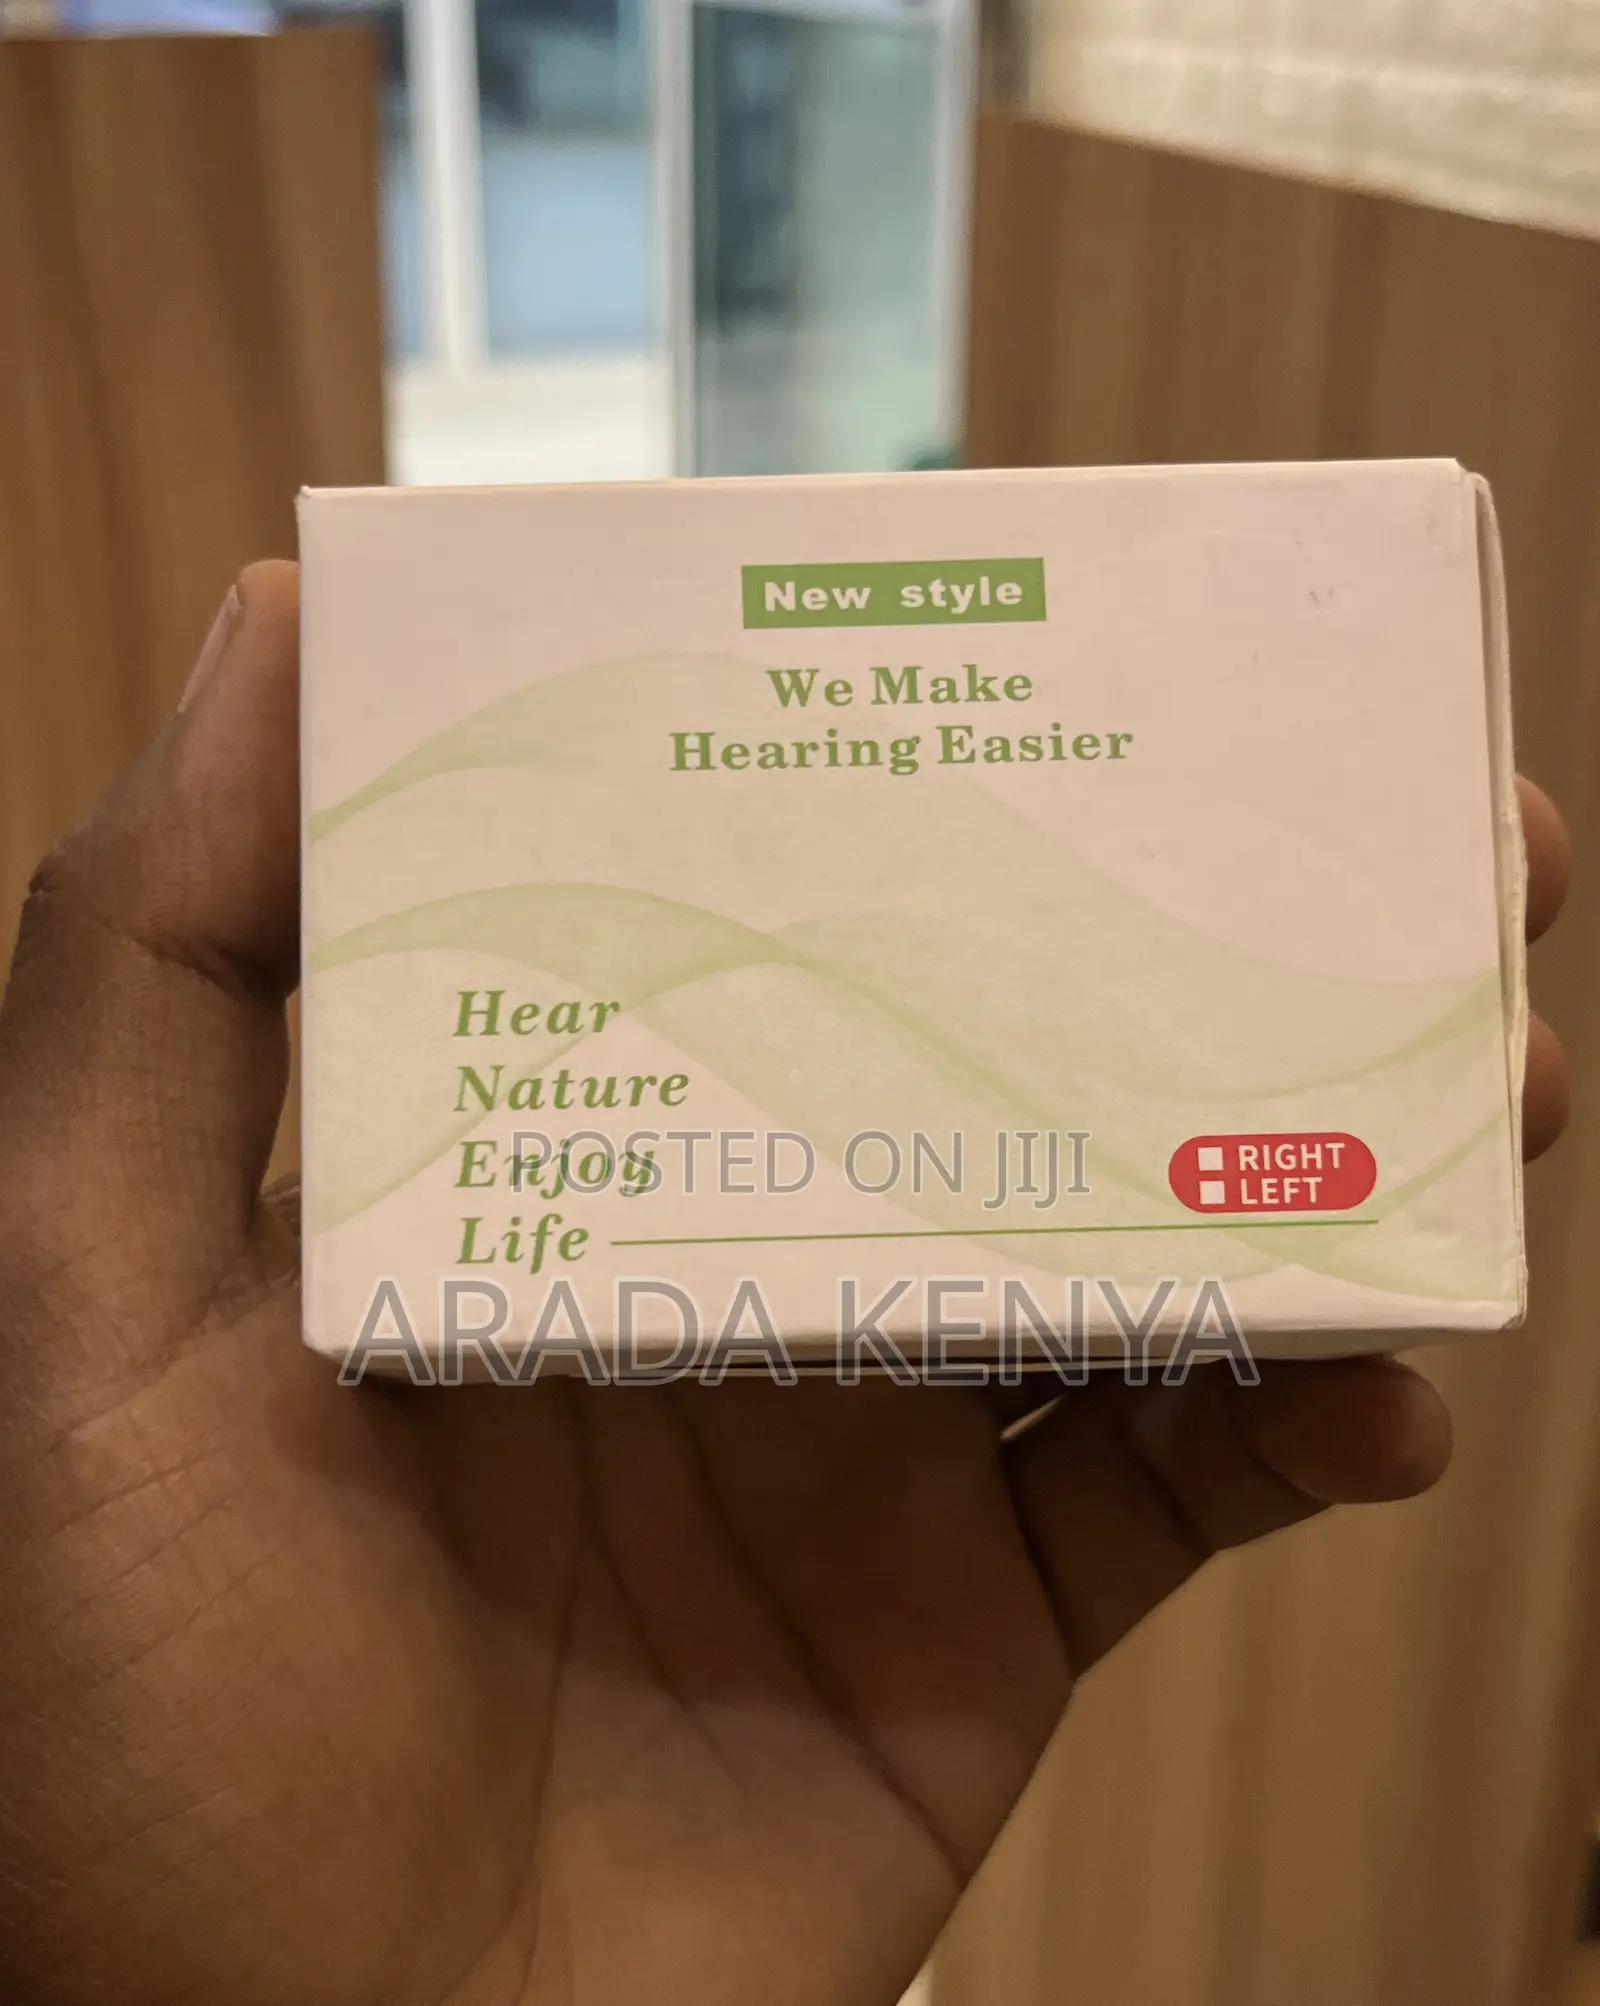 New style
We Make
Hearing Easier
Hear
Nature
Enjoy
Life
RIGHT
LEFT
POSTED ON JIJI
ARADA KENYA